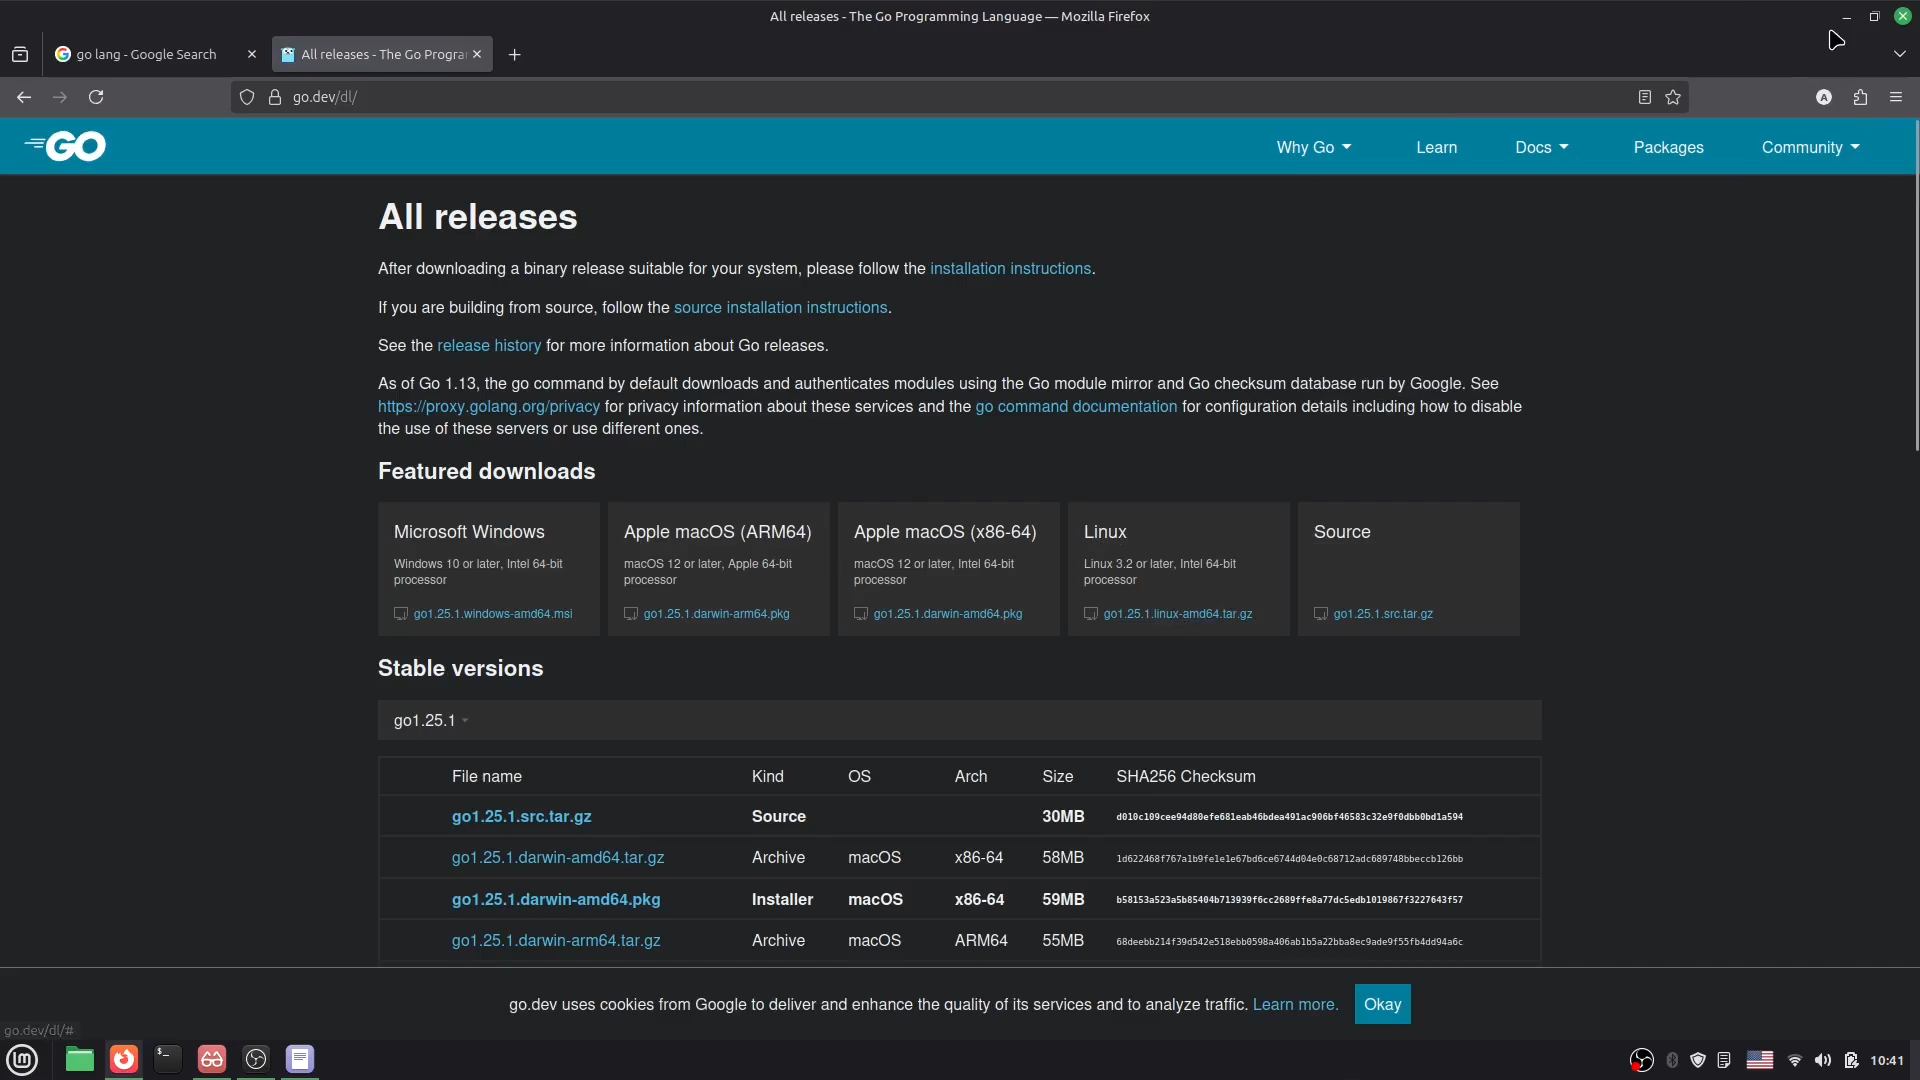 All releases - The Go Programming Language — Mozilla Firefox
go lang - Google Search
All releases - The Go Progra
go.dev/dl/
A
GO
Why Go
Learn
Docs
Packages
Community
All releases
After downloading a binary release suitable for your system, please follow the installation instructions.
If you are building from source, follow the source installation instructions.
See the release history for more information about Go releases.
As of Go 1.13, the go command by default downloads and authenticates modules using the Go module mirror and Go checksum database run by Google. See
https://proxy.golang.org/privacy for privacy information about these services and the go command documentation for configuration details including how to disable
the use of these servers or use different ones.
Featured downloads
Microsoft Windows
Windows 10 or later, Intel 64-bit
processor
go1.25.1.windows-amd64.msi
Apple macOS (ARM64)
macOS 12 or later, Apple 64-bit
processor
go1.25.1.darwin-arm64.pkg
Apple macOS (x86-64)
macOS 12 or later, Intel 64-bit
processor
go1.25.1.darwin-amd64.pkg
Linux
Linux 3.2 or later, Intel 64-bit
processor
go1.25.1.linux-amd64.tar.gz
Source
go1.25.1.src.tar.gz
Stable versions
go1.25.1
File name Kind OS Arch Size SHA256 Checksum
go1.25.1.src.tar.gz Source 30MB d010c109cee94d80efe681eab46bdea491ac906bf46583c32e9f0dbb0bd1a594
go1.25.1.darwin-amd64.tar.gz Archive macOS x86-64 58MB 1d622468f767a1b9fe1e1e67bd6ce6744d04e0c68712adc689748bbeccb126bb
go1.25.1.darwin-amd64.pkg Installer macOS x86-64 59MB b58153a523a5b85404b713939f6cc2689ffe8a77dc5edb1019867f3227643f57
go1.25.1.darwin-arm64.tar.gz Archive macOS ARM64 55MB 68deebb214f39d542e518ebb0598a406ab1b5a22bba8ec9ade9f55fb4dd94a6c
go.dev uses cookies from Google to deliver and enhance the quality of its services and to analyze traffic. Learn more.
Okay
go.dev/dl/#
10:41